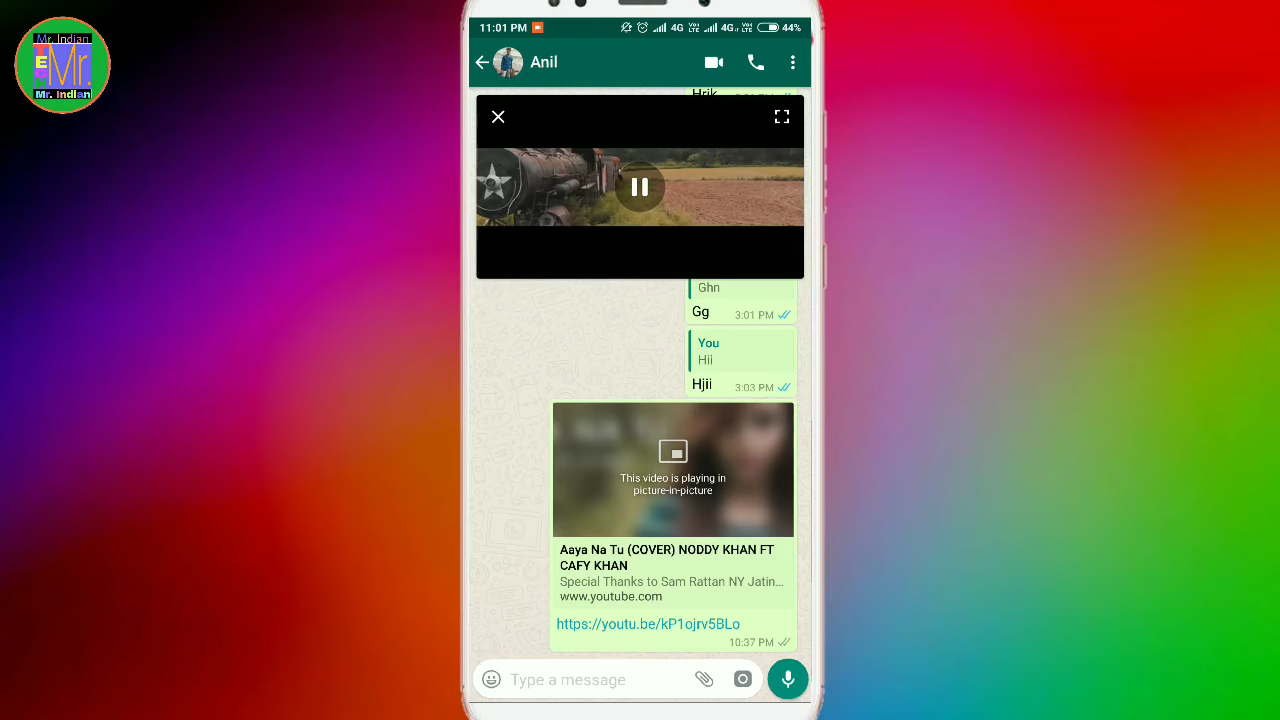 Mr. Indian
TECH
Mr.
Mr. Indian
11:01 PM
4G
VoLTE
4G
VoLTE
44%
Anil
Hrik
Ghn
Gg
3:01 PM
You
Hii
Hjii
3:03 PM
This video is playing in
picture-in-picture
Aaya Na Tu (COVER) NODDY KHAN FT
CAFY KHAN
Special Thanks to Sam Rattan NY Jatin…
www.youtube.com
https://youtu.be/kP1ojrv5BLo
10:37 PM
Type a message